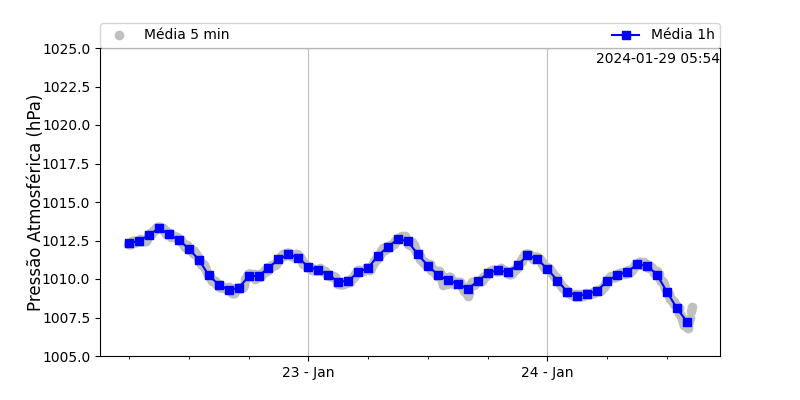 Média 5 min
Média 1h
2024-01-29 05:54
Pressão Atmosférica (hPa)
1025.0
1022.5
1020.0
1017.5
1015.0
1012.5
1010.0
1007.5
1005.0
23 - Jan
24 - Jan